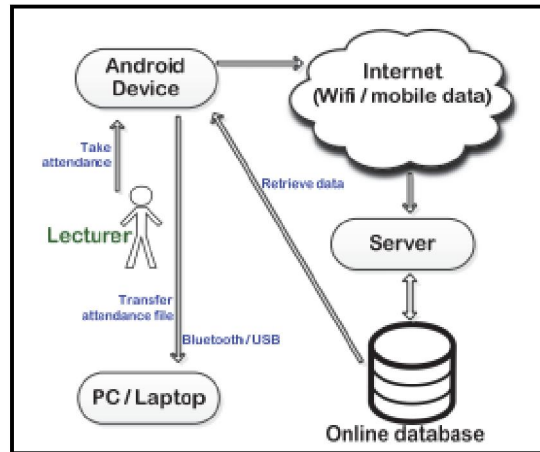 Android
Device
Internet
(Wifi / mobile data)
Take
attendance
Retrieve data
Lecturer
Server
Transfer
attendance file
Bluetooth / USB
PC / Laptop
Online database